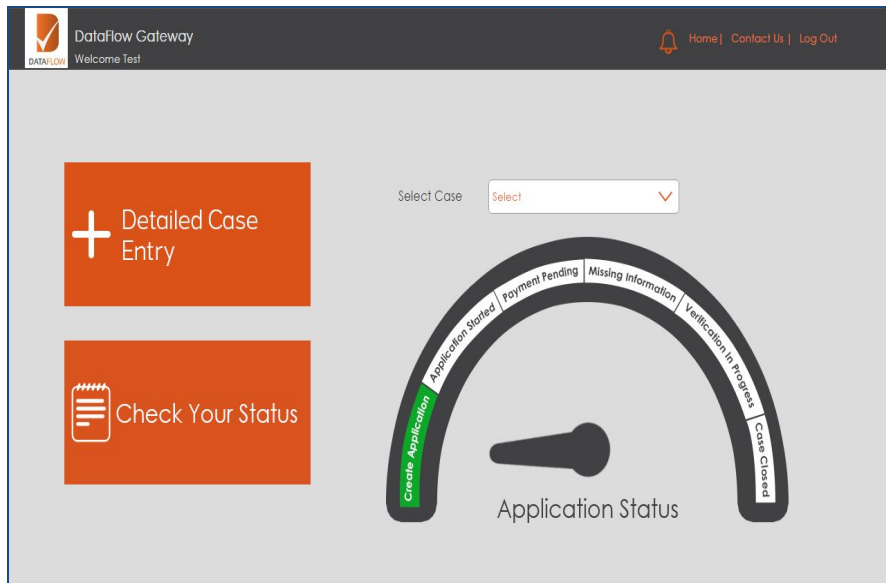 DataFlow Gateway
Welcome Test
DATAFLOW
Home| Contact Us | Log Out
Detailed Case
Entry
Check Your Status
Select Case
Select
Create Application
Application Started
Payment Pending
Missing Information
Verification In Progress
Case Closed
Application Status